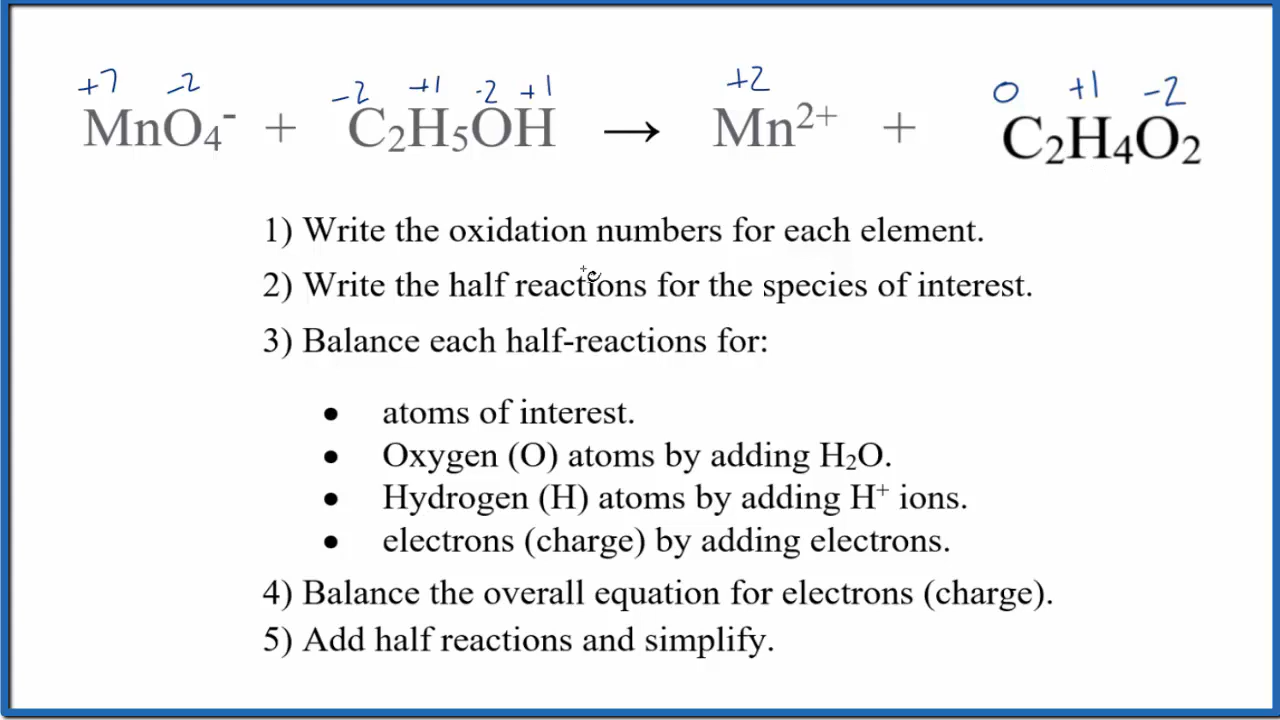 +7 -2 -2 +1 -2 +1 +2 0 +1 -2
MnO₄⁻ + C₂H₅OH → Mn²⁺ + C₂H₄O₂
1) Write the oxidation numbers for each element.
2) Write the half reactions for the species of interest.
3) Balance each half-reactions for:
• atoms of interest.
• Oxygen (O) atoms by adding H₂O.
• Hydrogen (H) atoms by adding H⁺ ions.
• electrons (charge) by adding electrons.
4) Balance the overall equation for electrons (charge).
5) Add half reactions and simplify.